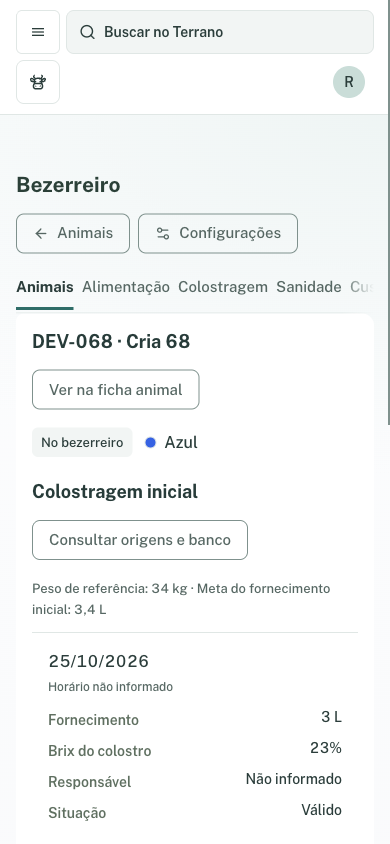 Buscar no Terrano
R
Bezerreiro
Animais
Configurações
Animais Alimentação Colostragem Sanidade
DEV-068 · Cria 68
Ver na ficha animal
No bezerreiro
Azul
Colostragem inicial
Consultar origens e banco
Peso de referência: 34 kg · Meta do fornecimento
inicial: 3,4 L
25/10/2026
Horário não informado
Fornecimento 3 L
Brix do colostro 23%
Responsável Não informado
Situação Válido